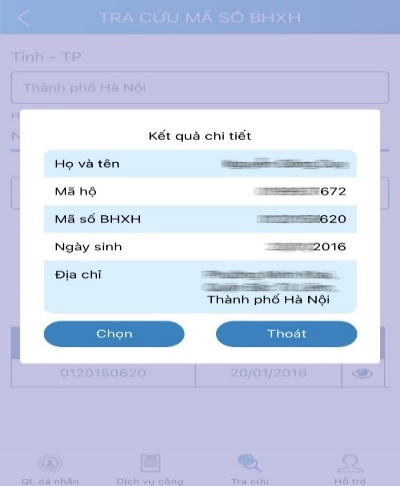 TRA CỨU MÃ SỐ BHXH
Tỉnh - TP
Thành phố Hà Nội
Kết quả chi tiết
Họ và tên
Mã hộ 672
Mã số BHXH 620
Ngày sinh 2016
Địa chỉ
Thành phố Hà Nội
Chọn Thoát
0120150620 20/01/2016
QL cá nhân Dịch vụ công Tra cứu Hỗ trợ